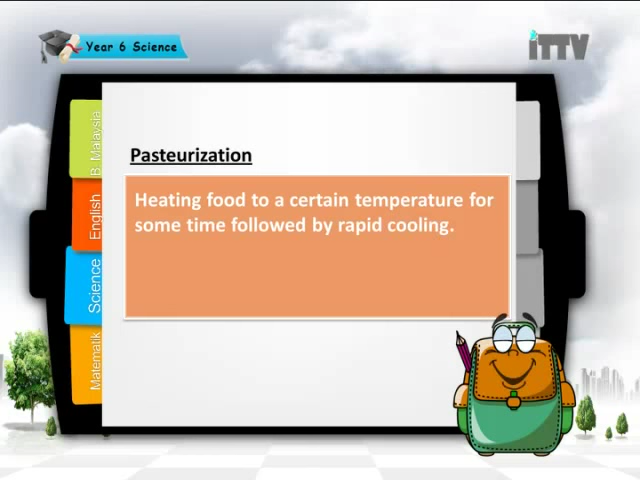 Year 6 Science
iTTV
Pasteurization
Heating food to a certain temperature for
some time followed by rapid cooling.
B. Malaysia
English
Science
Matematik